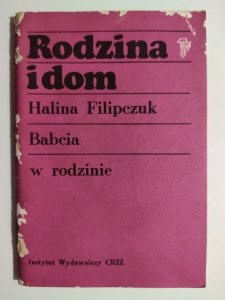 Rodzina
i dom
Halina Filipczuk
Babcia
w rodzinie
Instytut Wydawniczy CRZZ